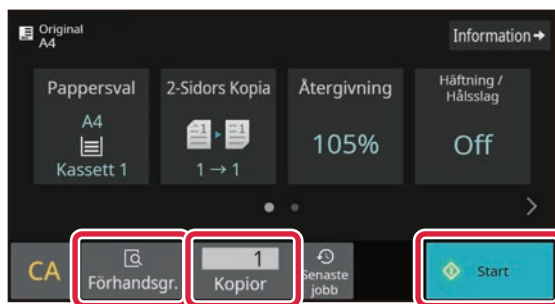 Original
A4
Information
Pappersval
A4
Kassett 1
2-Sidors Kopia
1 → 1
Återgivning
105%
Häftning /
Hålsslag
Off
CA
Förhandsgr.
1
Kopior
Senaste
jobb
Start